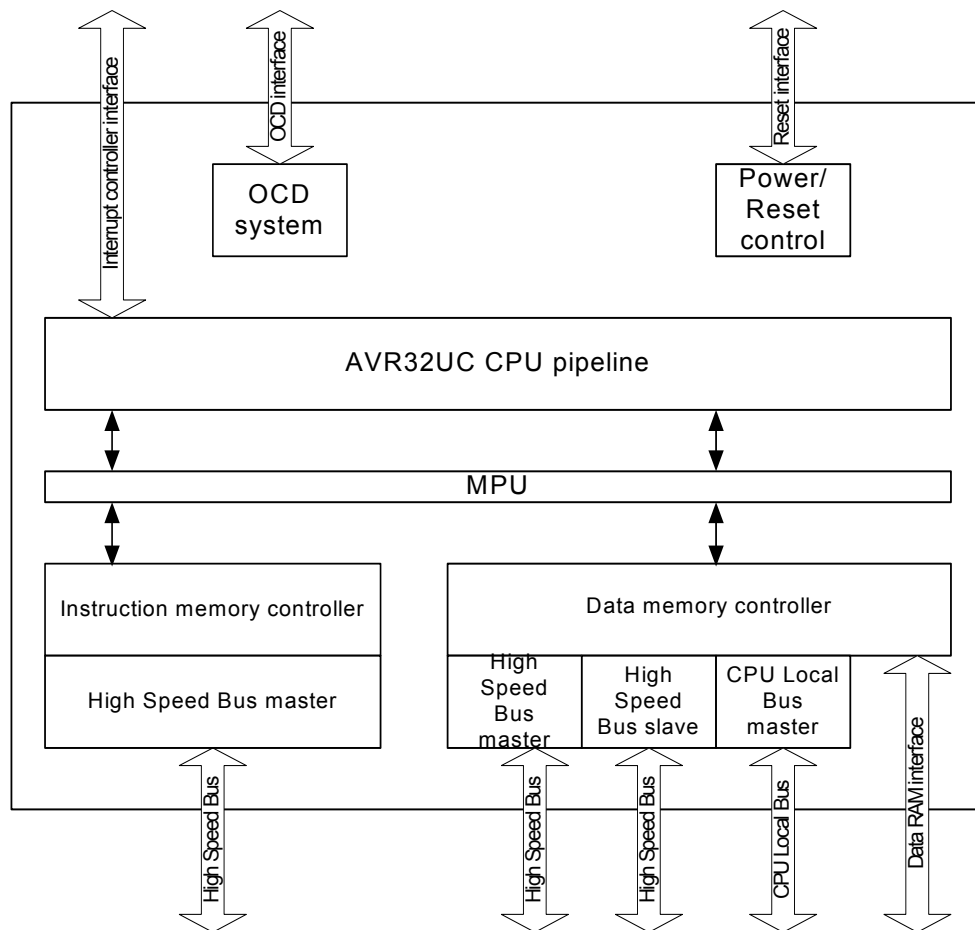 Interrupt controller interface
OCD interface
Reset interface
OCD
system
Power/
Reset
control
AVR32UC CPU pipeline
MPU
Instruction memory controller
High Speed Bus master
Data memory controller
High
Speed
Bus
master
High
Speed
Bus slave
CPU Local
Bus
master
High Speed Bus
High Speed Bus
High Speed Bus
CPU Local Bus
Data RAM interface